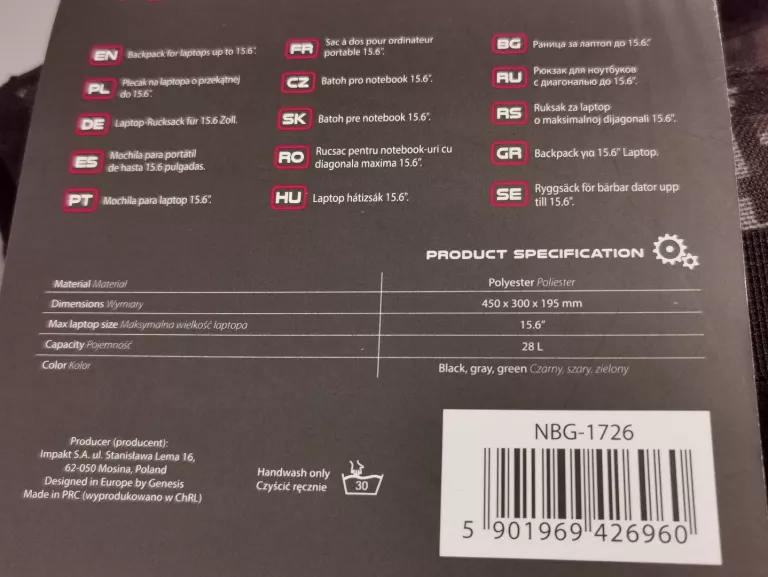 EN Backpack for laptops up to 15.6".
PL Plecak na laptopa o przekątnej
do 15.6".
DE Laptop-Rucksack für 15.6 Zoll.
ES Mochila para portátil
de hasta 15.6 pulgadas.
PT Mochila para laptop 15.6".
FR Sac à dos pour ordinateur
portable 15.6".
CZ Batoh pro notebook 15.6".
SK Batoh pre notebook 15.6".
RO Rucsac pentru notebook-uri cu
diagonala maxima 15.6".
HU Laptop hátizsák 15.6".
BG Раница за лаптоп до 15.6".
RU Рюкзак для ноутбуков
с диагональю до 15.6".
RS Ruksak za laptop
o maksimalnoj dijagonali 15.6".
GR Backpack για 15.6" Laptop.
SE Ryggsäck för bärbar dator upp
till 15.6".
PRODUCT SPECIFICATION
Material Materiał Polyester Poliester
Dimensions Wymiary 450 x 300 x 195 mm
Max laptop size Maksymalna wielkość laptopa 15.6"
Capacity Pojemność 28 L
Color Kolor Black, gray, green Czarny, szary, zielony
Producer (producent):
Impakt S.A. ul. Stanisława Lema 16,
62-050 Mosina, Poland
Designed in Europe by Genesis
Made in PRC (wyprodukowano w ChRL)
Handwash only
Czyścić ręcznie
30
NBG-1726
5 901969 426960